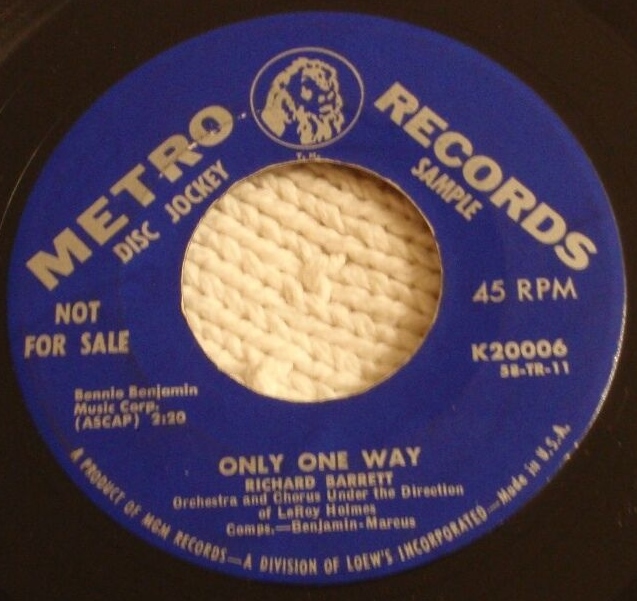 METRO RECORDS
DISC JOCKEY SAMPLE
NOT
FOR SALE
45 RPM
K20006
58-TR-11
Bennie Benjamin
Music Corp.
(ASCAP) 2:20
ONLY ONE WAY
RICHARD BARRETT
Orchestra and Chorus Under the Direction
of LeRoy Holmes
Comps.—Benjamin-Marcus
A PRODUCT OF MGM RECORDS—A DIVISION OF LOEW'S INCORPORATED—Made in U.S.A.